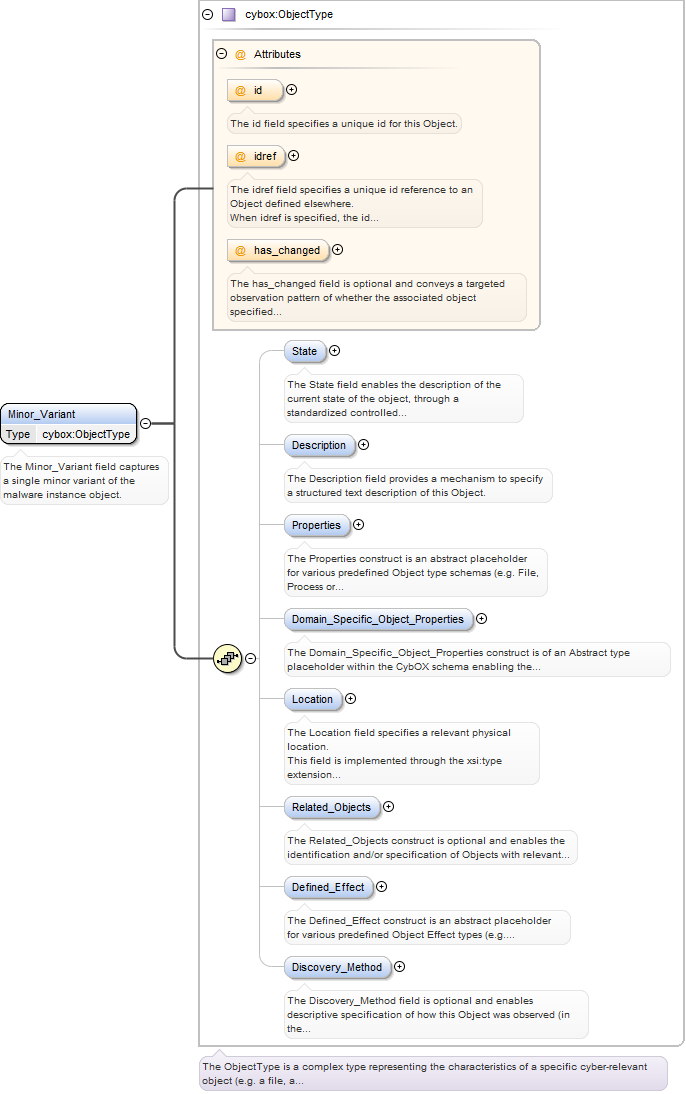 cybox:ObjectType
@ Attributes
@ id
The id field specifies a unique id for this Object.
@ idref
The idref field specifies a unique id reference to an
Object defined elsewhere.
When idref is specified, the id...
@ has_changed
The has_changed field is optional and conveys a targeted
observation pattern of whether the associated object
specified...
Minor_Variant
Type cybox:ObjectType
The Minor_Variant field captures
a single minor variant of the
malware instance object.
State
The State field enables the description of the
current state of the object, through a
standardized controlled...
Description
The Description field provides a mechanism to specify
a structured text description of this Object.
Properties
The Properties construct is an abstract placeholder
for various predefined Object type schemas (e.g. File,
Process or...
Domain_Specific_Object_Properties
The Domain_Specific_Object_Properties construct is of an Abstract type
placeholder within the CybOX schema enabling the...
Location
The Location field specifies a relevant physical
location.
This field is implemented through the xsi:type
extension...
Related_Objects
The Related_Objects construct is optional and enables the
identification and/or specification of Objects with relevant...
Defined_Effect
The Defined_Effect construct is an abstract placeholder
for various predefined Object Effect types (e.g....
Discovery_Method
The Discovery_Method field is optional and enables
descriptive specification of how this Object was observed (in
the...
The ObjectType is a complex type representing the characteristics of a specific cyber-relevant
object (e.g. a file, a...